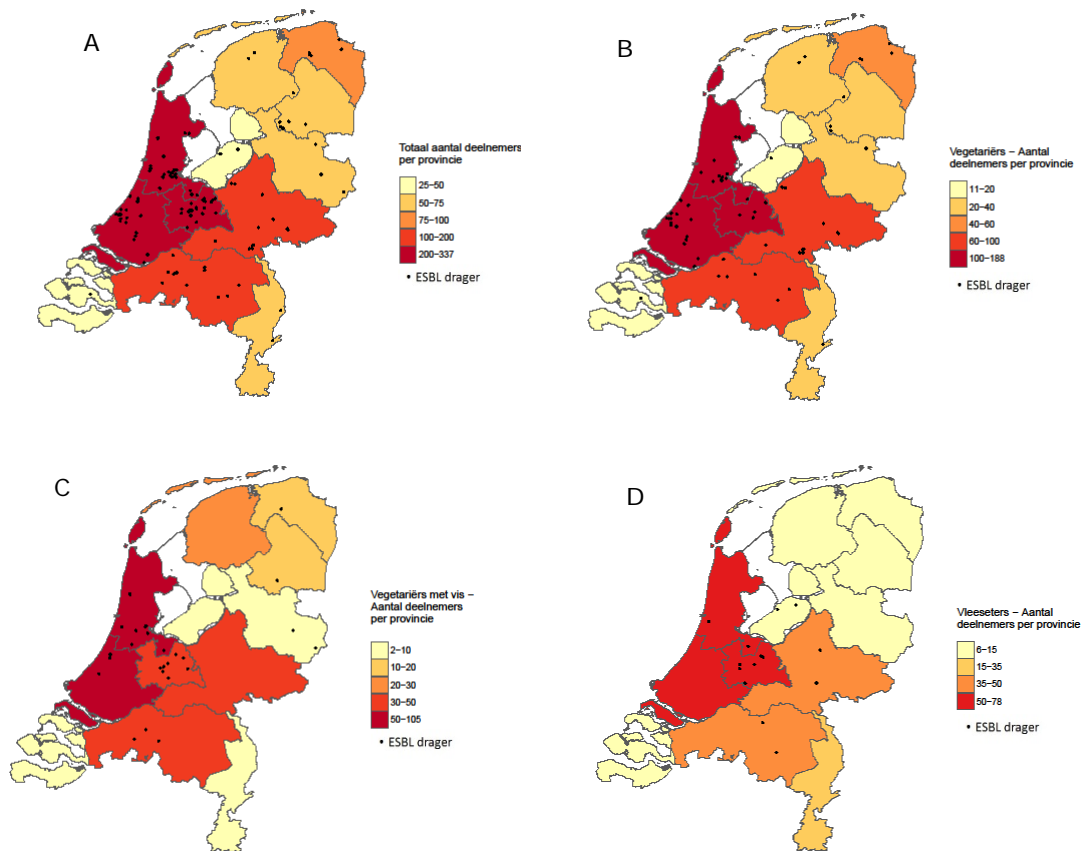 A
Totaal aantal deelnemers
per provincie
25–50
50–75
75–100
100–200
200–337
• ESBL drager
B
Vegetariërs – Aantal
deelnemers per provincie
11–20
20–40
40–60
60–100
100–188
• ESBL drager
C
Vegetariërs met vis –
Aantal deelnemers
per provincie
2–10
10–20
20–30
30–50
50–105
• ESBL drager
D
Vleeseters – Aantal
deelnemers per provincie
6–15
15–35
35–50
50–78
• ESBL drager